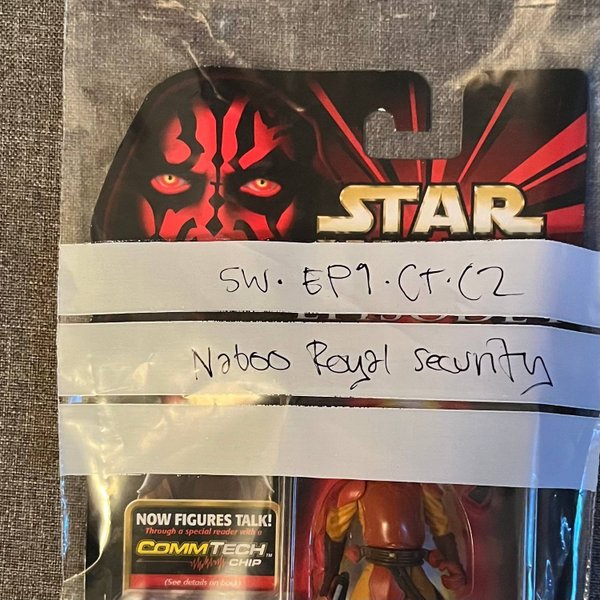 STAR
SW. EP1.CT.C2
Naboo Royal Security
NOW FIGURES TALK!
Through a special reader with a
COMMTECH™
CHIP
(See details on back)